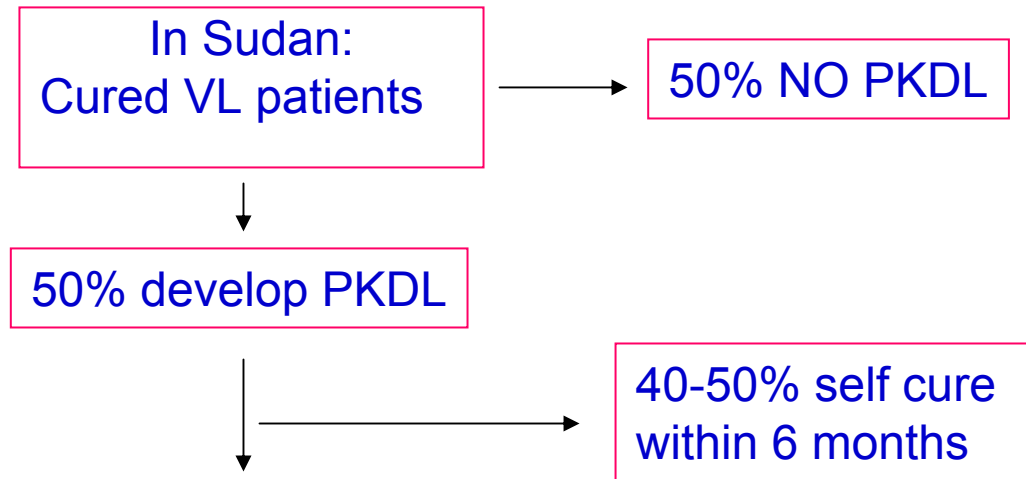 In Sudan:
Cured VL patients
50% NO PKDL
50% develop PKDL
40-50% self cure
within 6 months